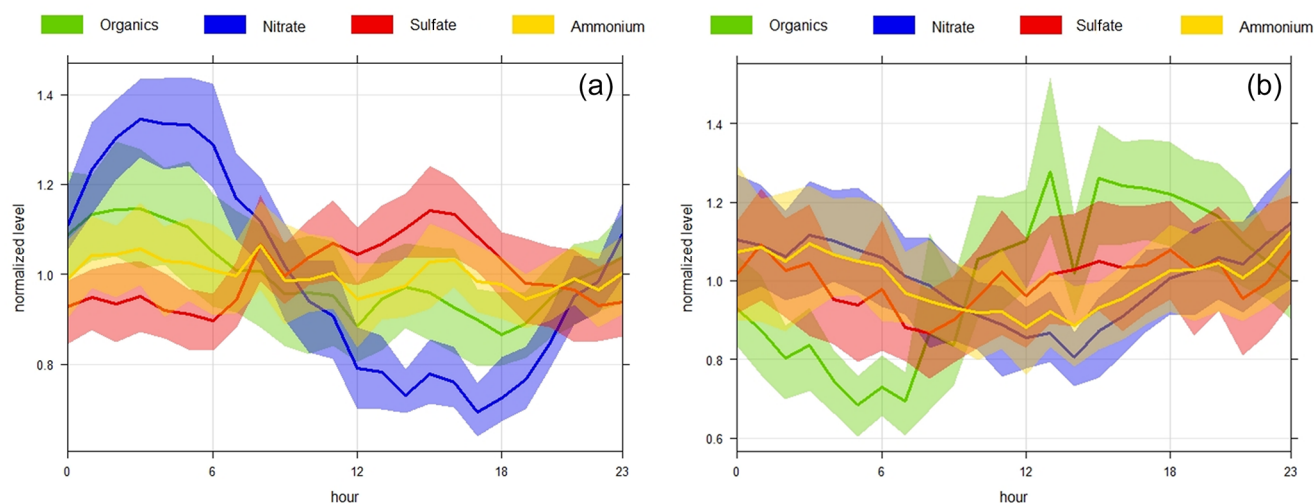 Organics Nitrate Sulfate Ammonium
(a)
normalized level
1.4
1.2
1.0
0.8
0 6 12 18 23
hour
Organics Nitrate Sulfate Ammonium
(b)
normalized level
1.4
1.2
1.0
0.8
0.6
0 6 12 18 23
hour